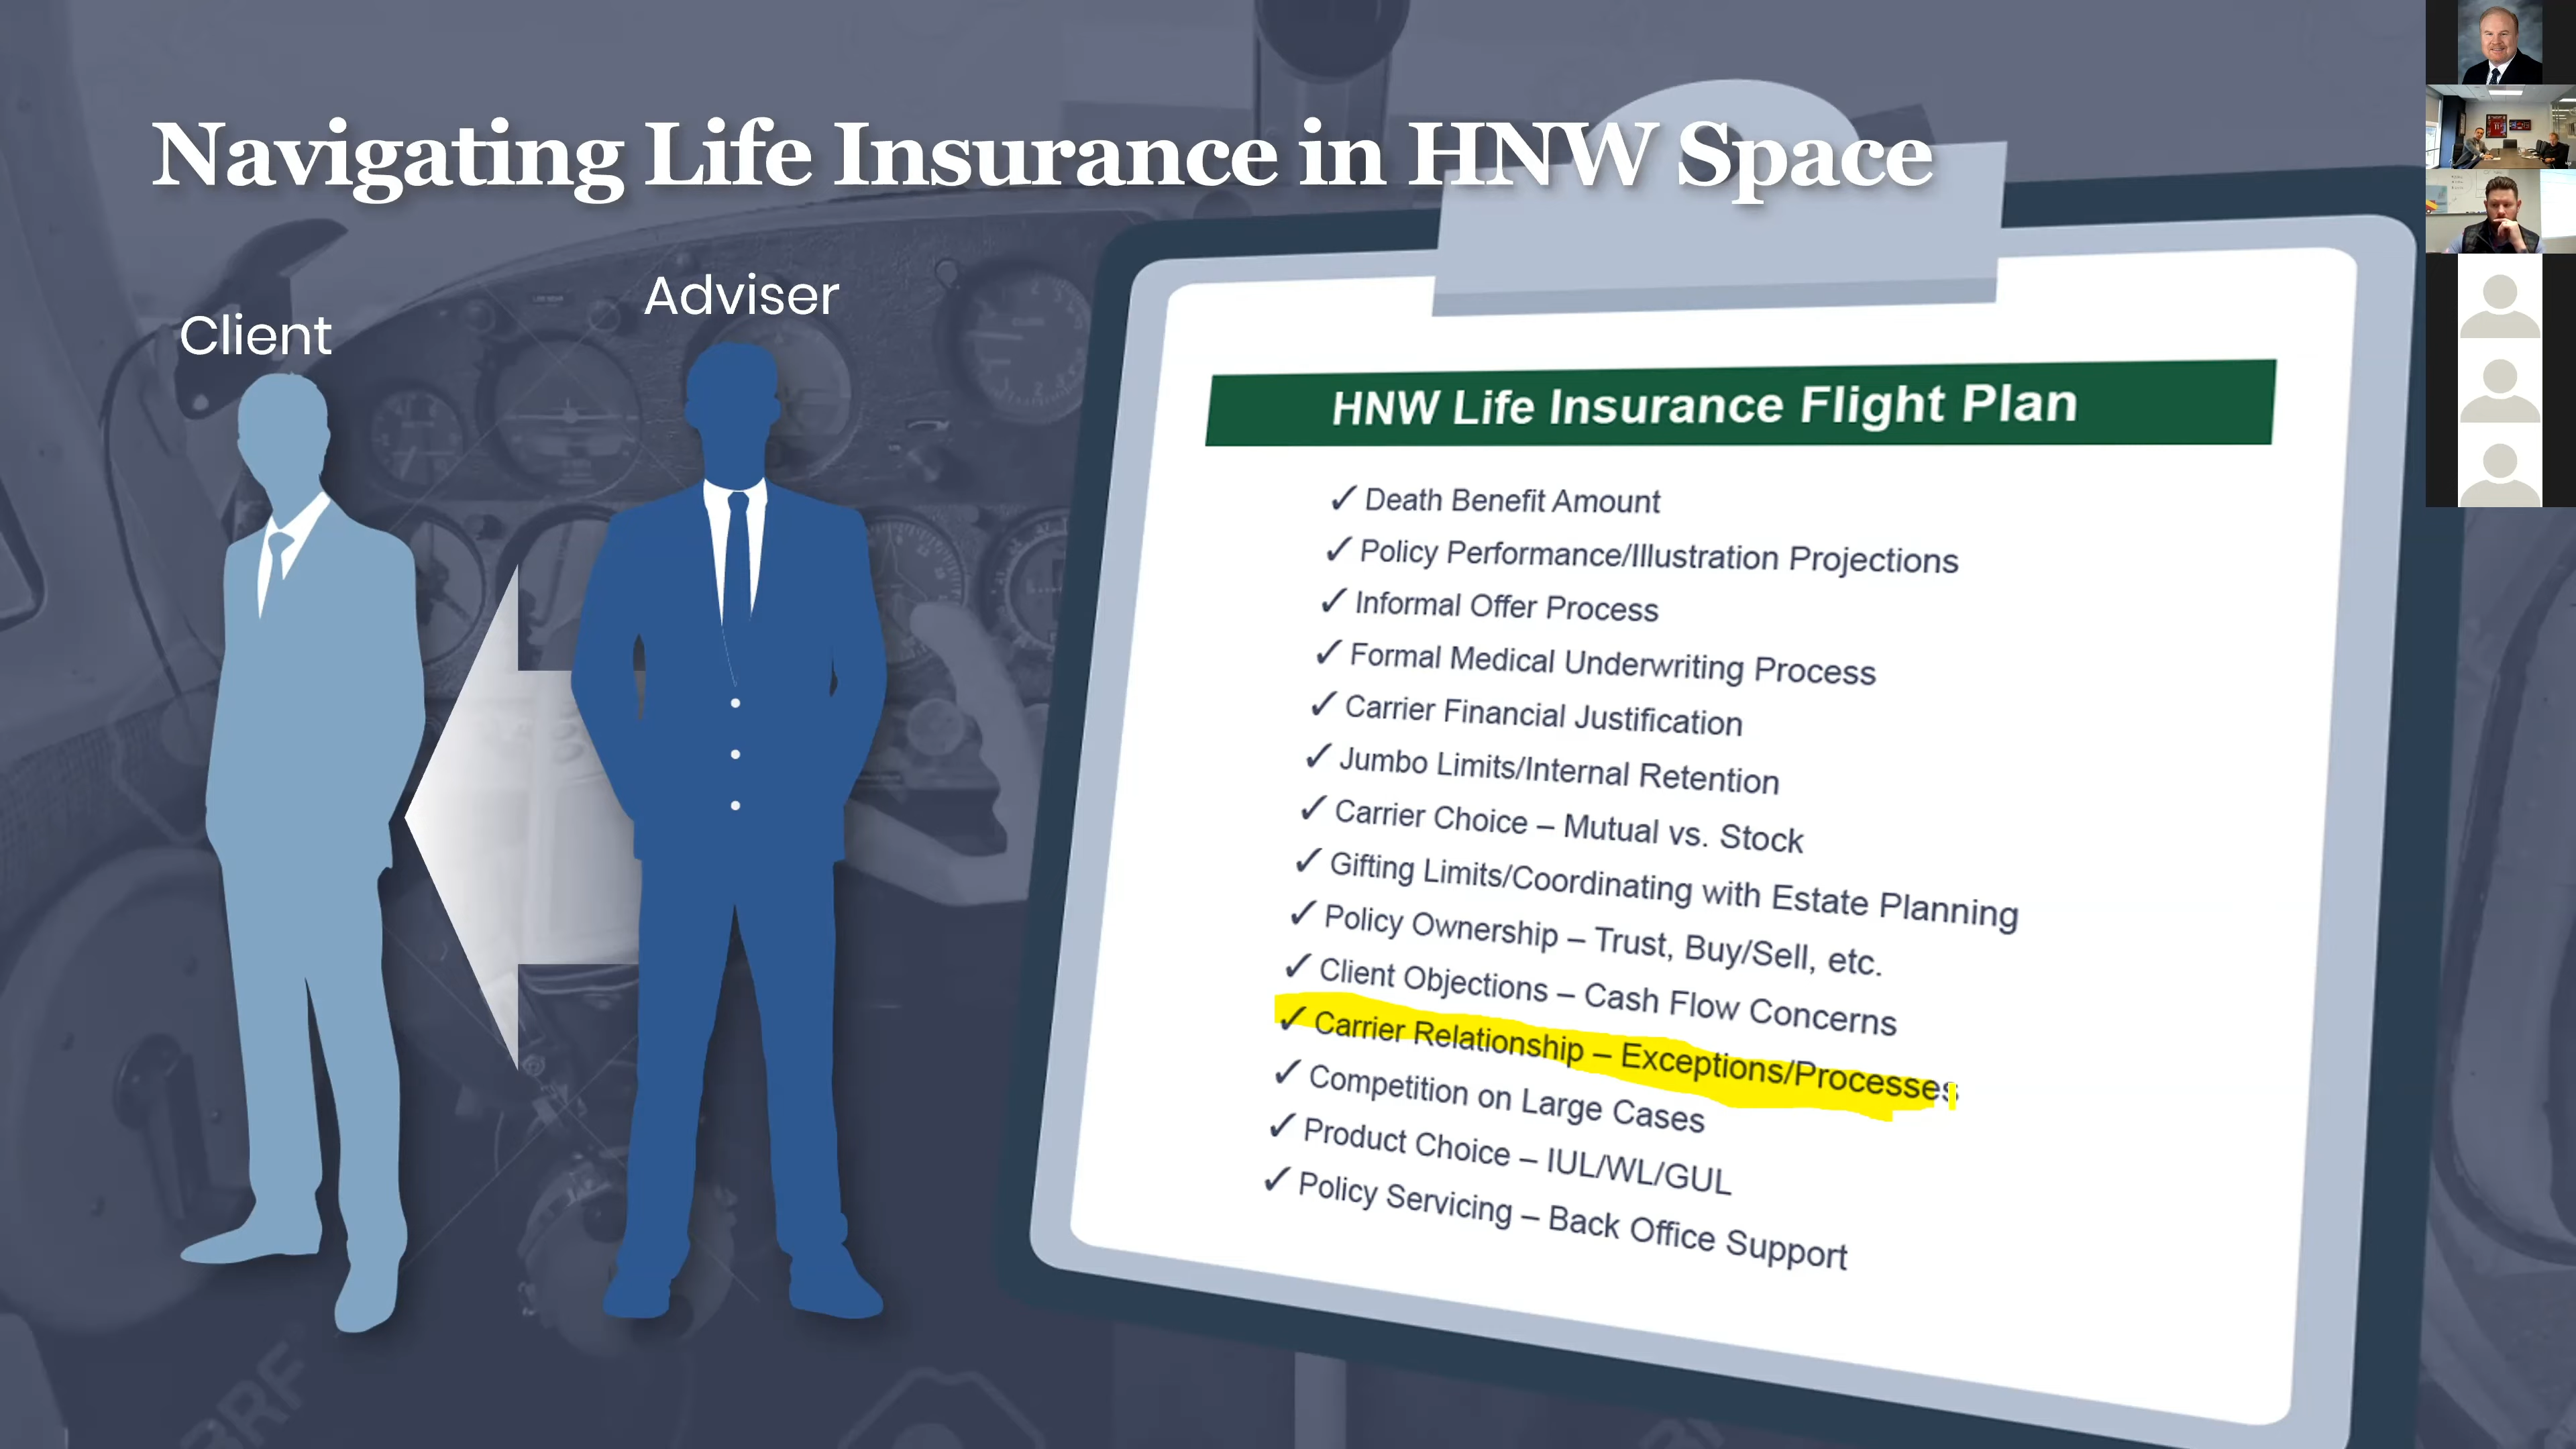 Navigating Life Insurance in HNW Space
Client
Adviser
HNW Life Insurance Flight Plan
✓ Death Benefit Amount
✓ Policy Performance/Illustration Projections
✓ Informal Offer Process
✓ Formal Medical Underwriting Process
✓ Carrier Financial Justification
✓ Jumbo Limits/Internal Retention
✓ Carrier Choice – Mutual vs. Stock
✓ Gifting Limits/Coordinating with Estate Planning
✓ Policy Ownership – Trust, Buy/Sell, etc.
✓ Client Objections – Cash Flow Concerns
✓ Carrier Relationship – Exceptions/Processes
✓ Competition on Large Cases
✓ Product Choice – IUL/WL/GUL
✓ Policy Servicing – Back Office Support